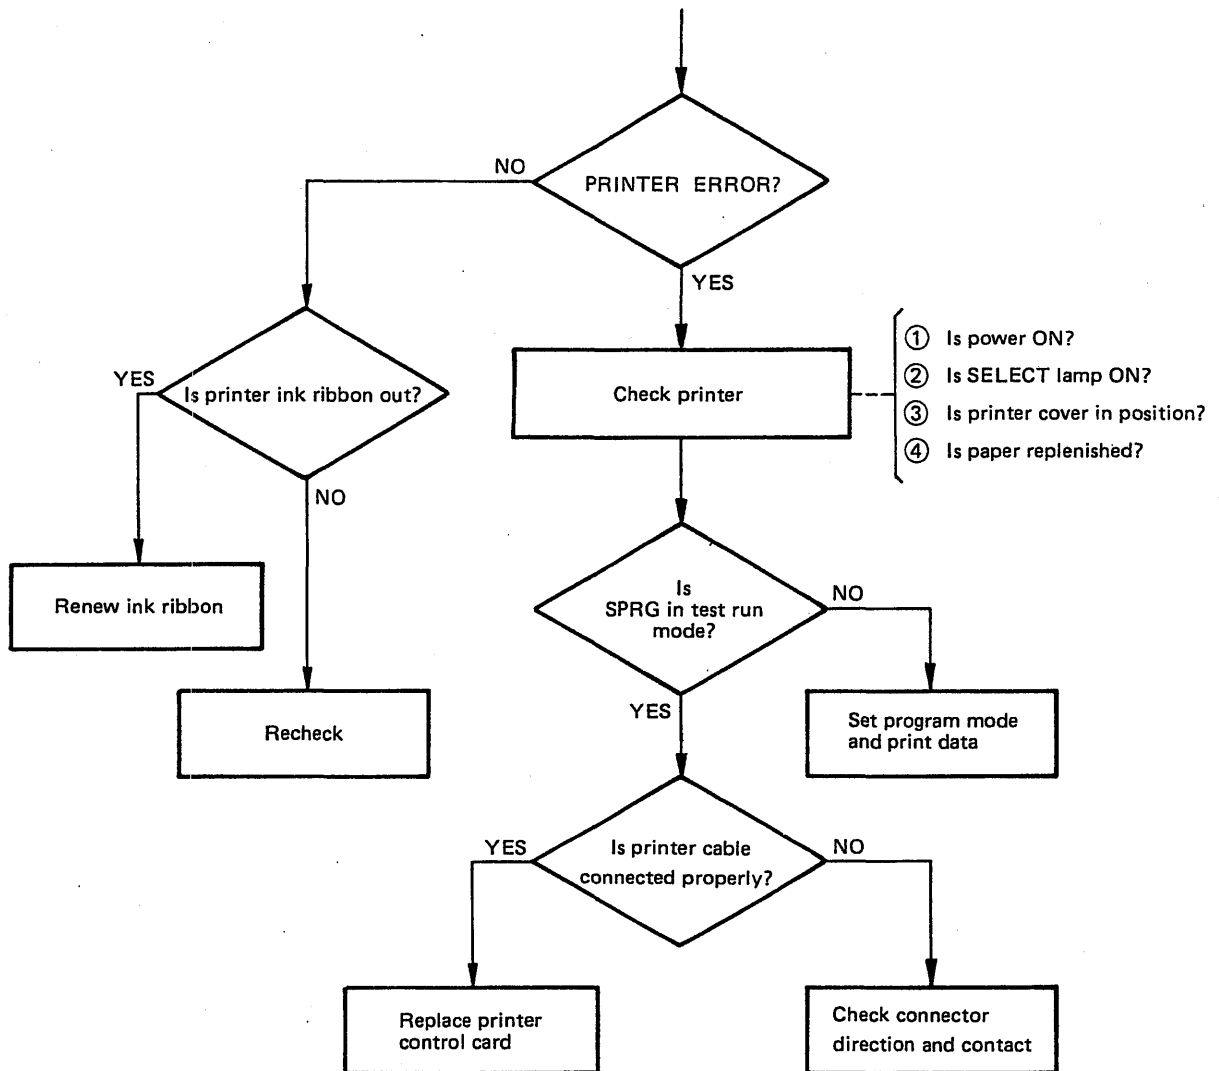 NO
PRINTER ERROR?
YES
① Is power ON?
② Is SELECT lamp ON?
③ Is printer cover in position?
④ Is paper replenished?
Check printer
YES
Is printer ink ribbon out?
NO
Renew ink ribbon
Recheck
Is
SPRG in test run
mode?
NO
YES
Set program mode
and print data
YES
Is printer cable
connected properly?
NO
Replace printer
control card
Check connector
direction and contact